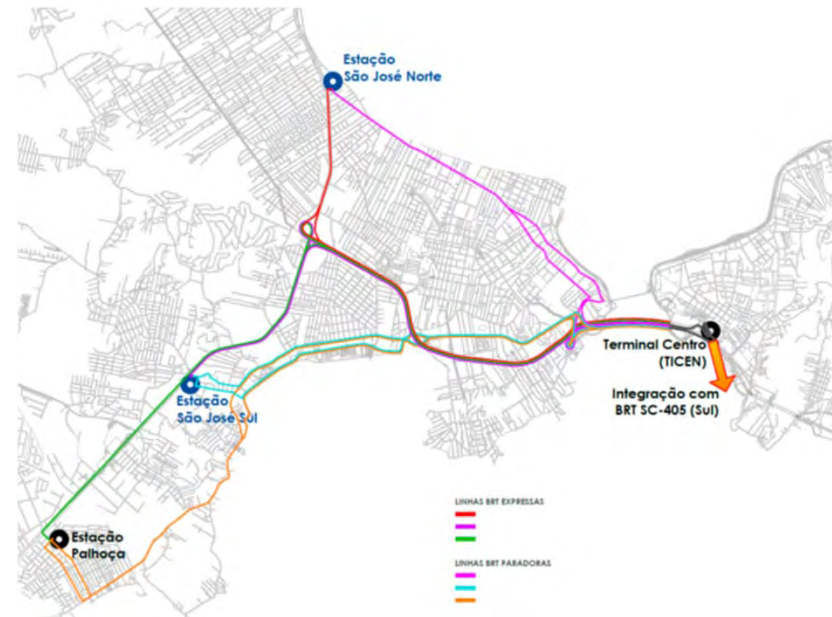 Estação
São José Norte
Terminal Centro
(TICEN)
Integração com
BRT SC-405 (Sul)
Estação
São José Sul
Estação
Palhoça
LINHAS BRT EXPRESSAS
LINHAS BRT PARADORAS